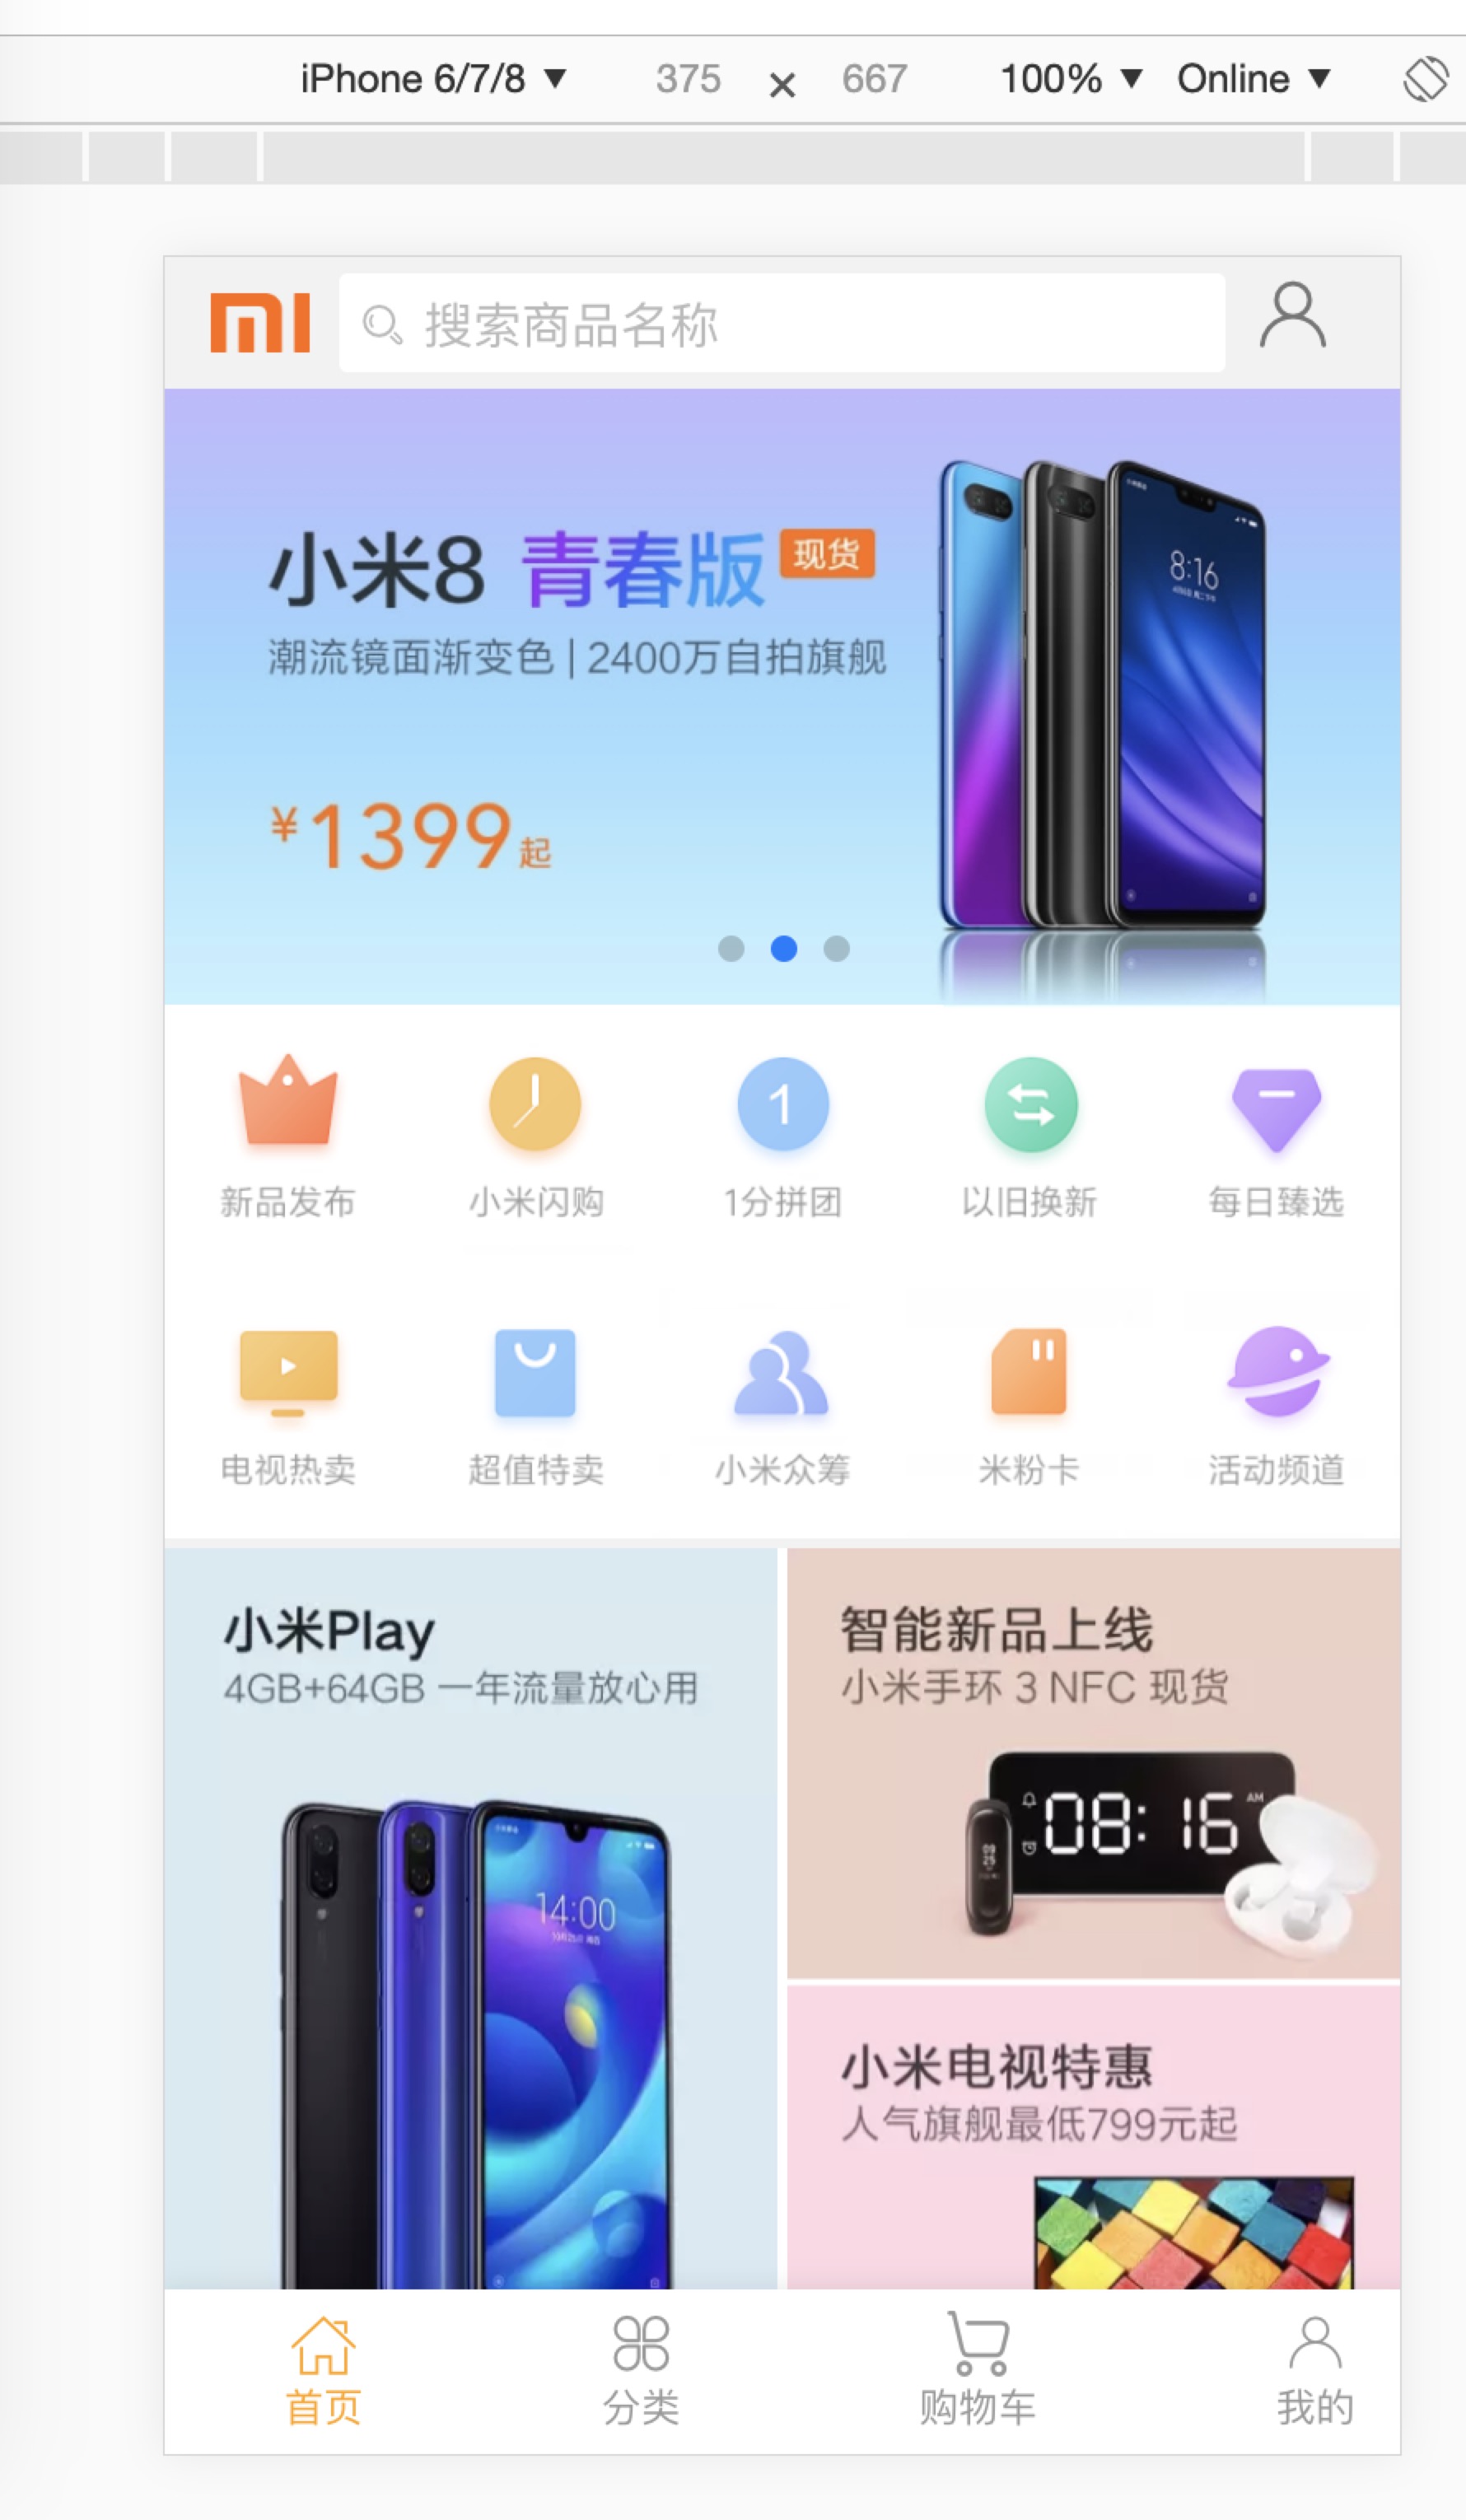 iPhone 6/7/8 ▼ 375 × 667 100% ▼ Online ▼
搜索商品名称
小米8 青春版 现货
潮流镜面渐变色 | 2400万自拍旗舰
8:16
¥1399起
1
新品发布 小米闪购 1分拼团 以旧换新 每日臻选
电视热卖 超值特卖 小米众筹 米粉卡 活动频道
小米Play
4GB+64GB 一年流量放心用
14:00
智能新品上线
小米手环 3 NFC 现货
08:16 AM
09
25
小米电视特惠
人气旗舰最低799元起
首页 分类 购物车 我的